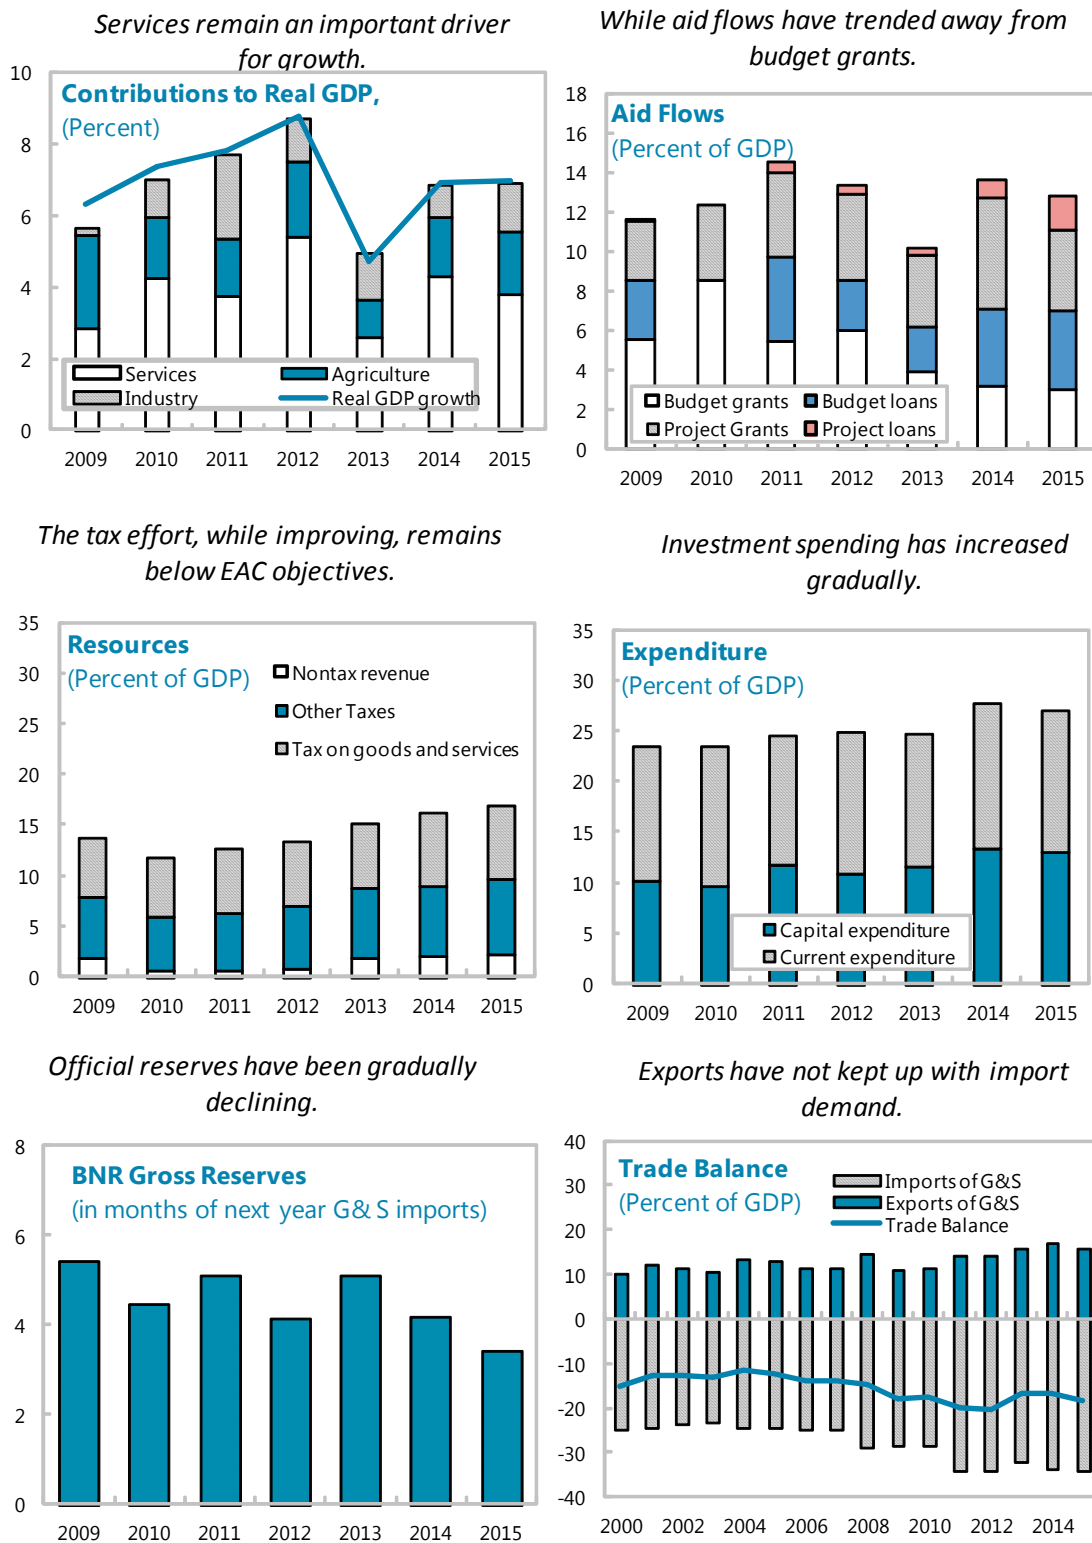 Services remain an important driver
for growth.
Contributions to Real GDP,
(Percent)
10
8
6
4
2
0
Services
Agriculture
Industry
Real GDP growth
2009 2010 2011 2012 2013 2014 2015
While aid flows have trended away from
budget grants.
Aid Flows
(Percent of GDP)
18
16
14
12
10
8
6
4
2
0
Budget grants
Budget loans
Project Grants
Project loans
2009 2010 2011 2012 2013 2014 2015
The tax effort, while improving, remains
below EAC objectives.
Resources
(Percent of GDP)
Nontax revenue
Other Taxes
Tax on goods and services
35
30
25
20
15
10
5
0
2009 2010 2011 2012 2013 2014 2015
Investment spending has increased
gradually.
Expenditure
(Percent of GDP)
35
30
25
20
15
10
5
0
Capital expenditure
Current expenditure
2009 2010 2011 2012 2013 2014 2015
Official reserves have been gradually
declining.
BNR Gross Reserves
(in months of next year G& S imports)
8
6
4
2
0
2009 2010 2011 2012 2013 2014 2015
Exports have not kept up with import
demand.
Trade Balance
(Percent of GDP)
Imports of G&S
Exports of G&S
Trade Balance
40
30
20
10
0
-10
-20
-30
-40
2000 2002 2004 2006 2008 2010 2012 2014